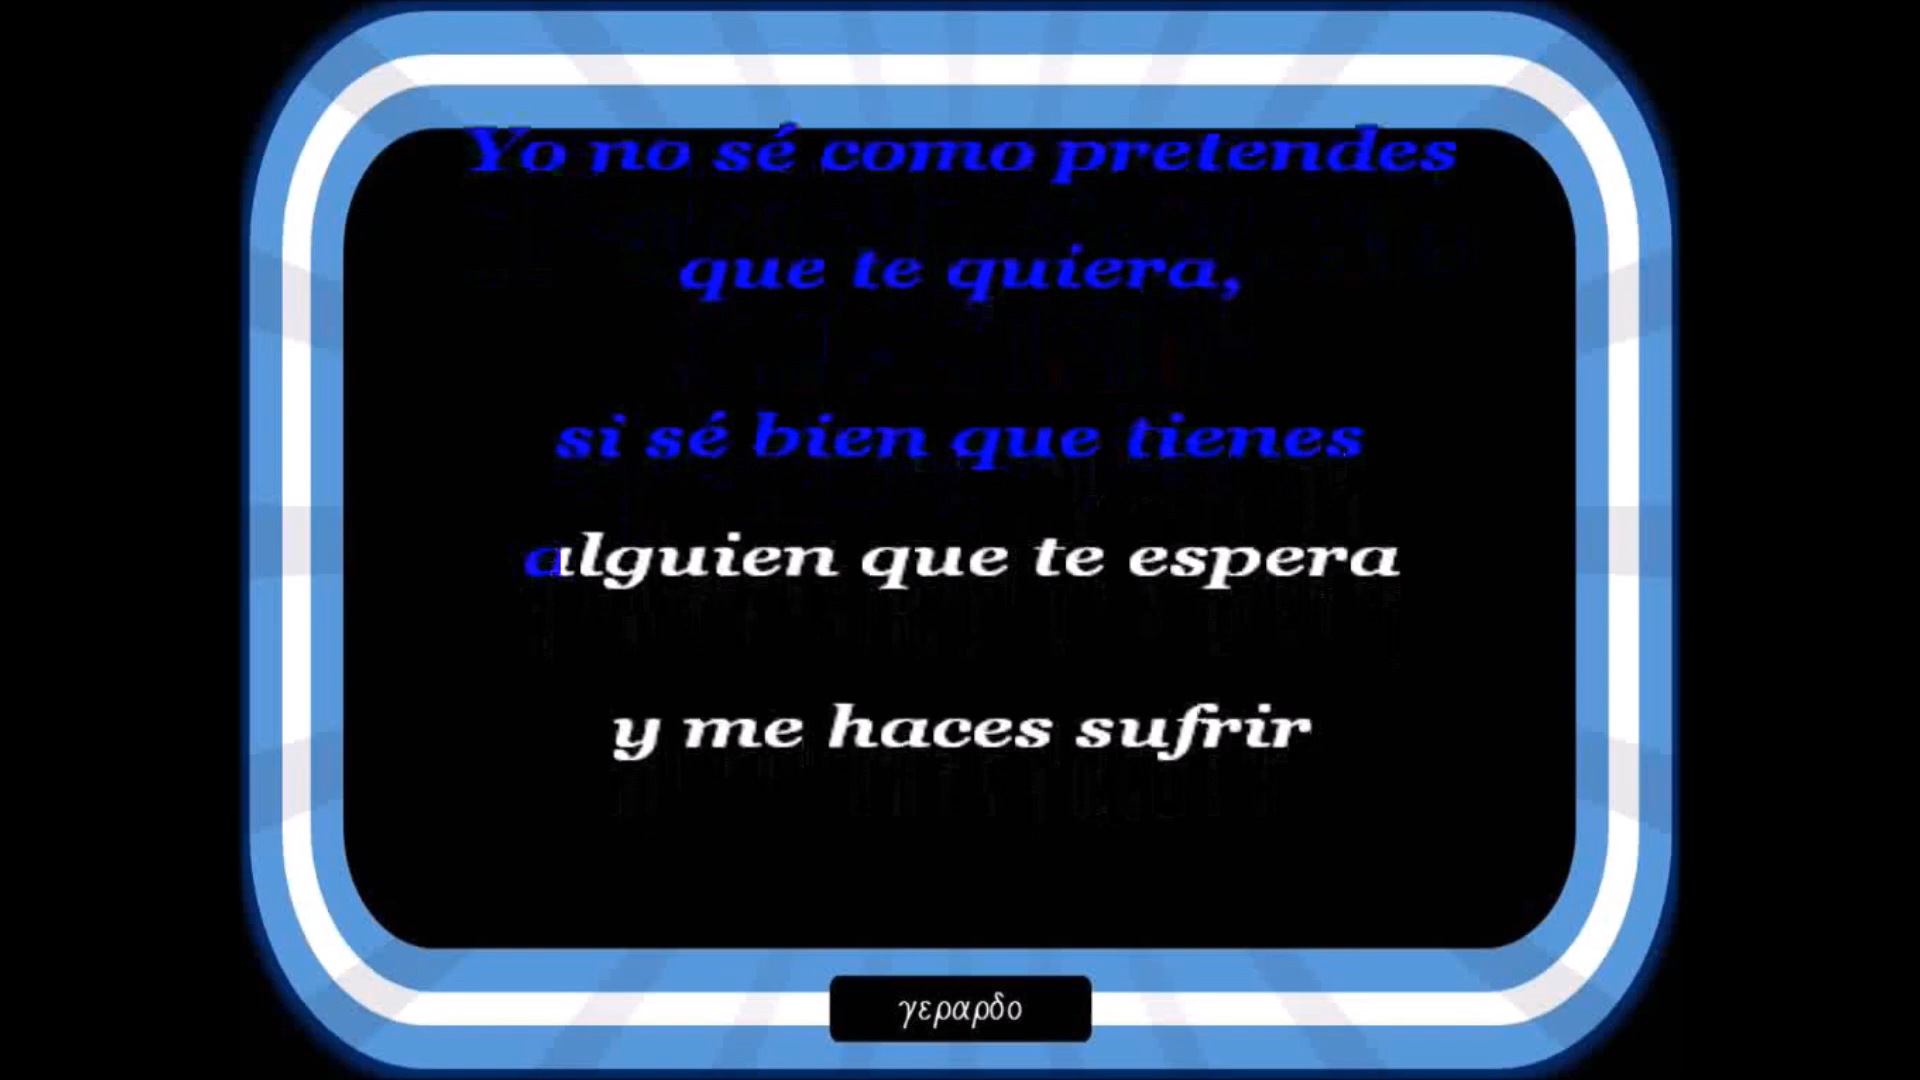 Yo no sé como pretendes
que te quiera,
si sé bien que tienes
alguien que te espera
y me haces sufrir
γεραρδο